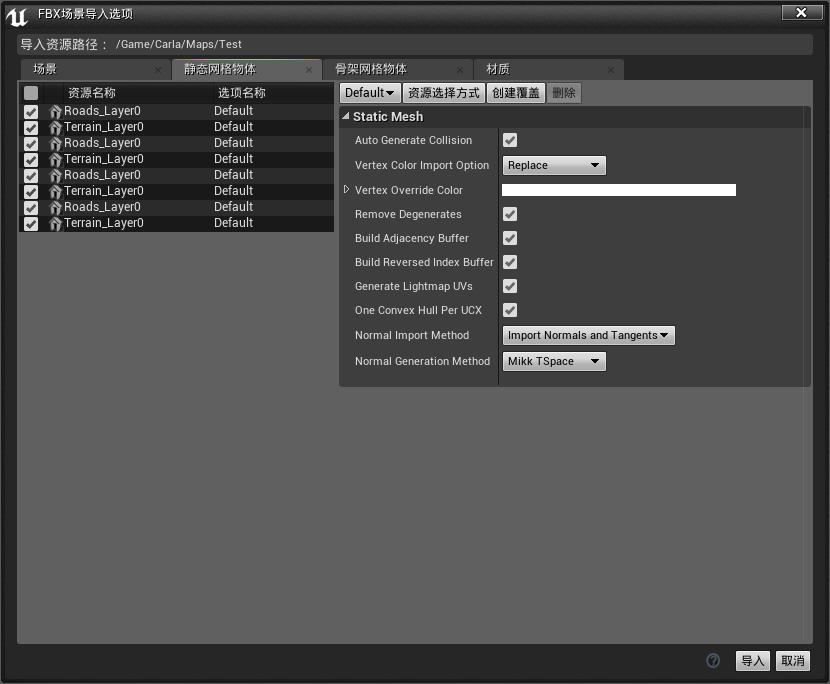 FBX场景导入选项
导入资源路径： /Game/Carla/Maps/Test
场景 静态网格物体 骨架网格物体 材质
资源名称 选项名称
Roads_Layer0 Default
Terrain_Layer0 Default
Roads_Layer0 Default
Terrain_Layer0 Default
Roads_Layer0 Default
Terrain_Layer0 Default
Roads_Layer0 Default
Terrain_Layer0 Default
Default 资源选择方式 创建覆盖 删除
Static Mesh
Auto Generate Collision
Vertex Color Import Option Replace
Vertex Override Color
Remove Degenerates
Build Adjacency Buffer
Build Reversed Index Buffer
Generate Lightmap UVs
One Convex Hull Per UCX
Normal Import Method Import Normals and Tangents
Normal Generation Method Mikk TSpace
导入 取消